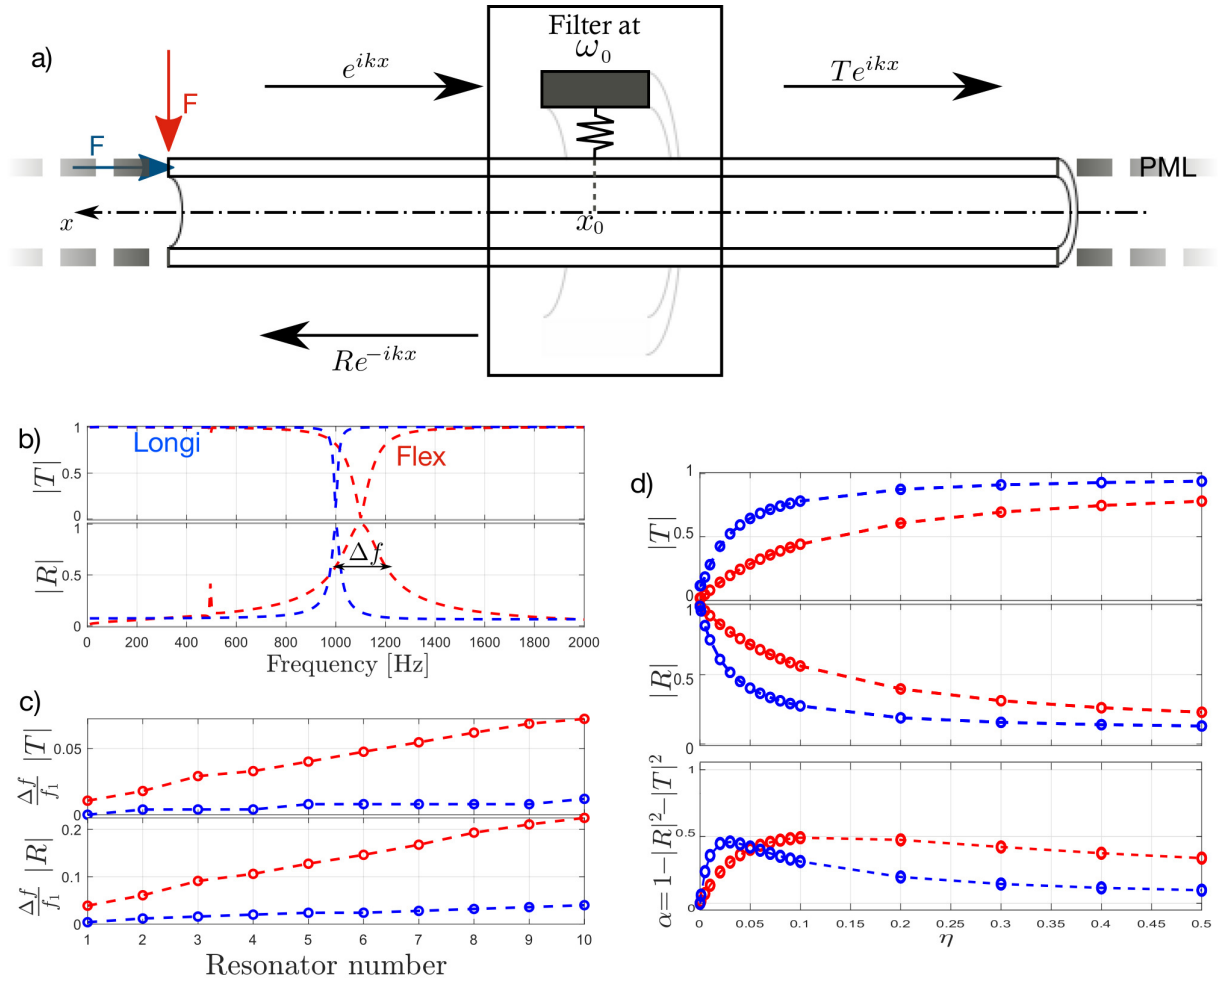 a)
Filter at
ω₀
e^{ikx}
Te^{ikx}
F
F
PML
x
x₀
Re^{-ikx}
b)
Longi
Flex
|T|
1
0.5
0
|R|
1
0.5
0
Δf
0 200 400 600 800 1000 1200 1400 1600 1800 2000
Frequency [Hz]
c)
Δf/f₁ |T|
0.05
0
Δf/f₁ |R|
0.2
0.1
0
1 2 3 4 5 6 7 8 9 10
Resonator number
d)
|T|
1
0.5
0
|R|
1
0.5
0
α=1−|R|²−|T|²
1
0.5
0
0 0.05 0.1 0.15 0.2 0.25 0.3 0.35 0.4 0.45 0.5
η